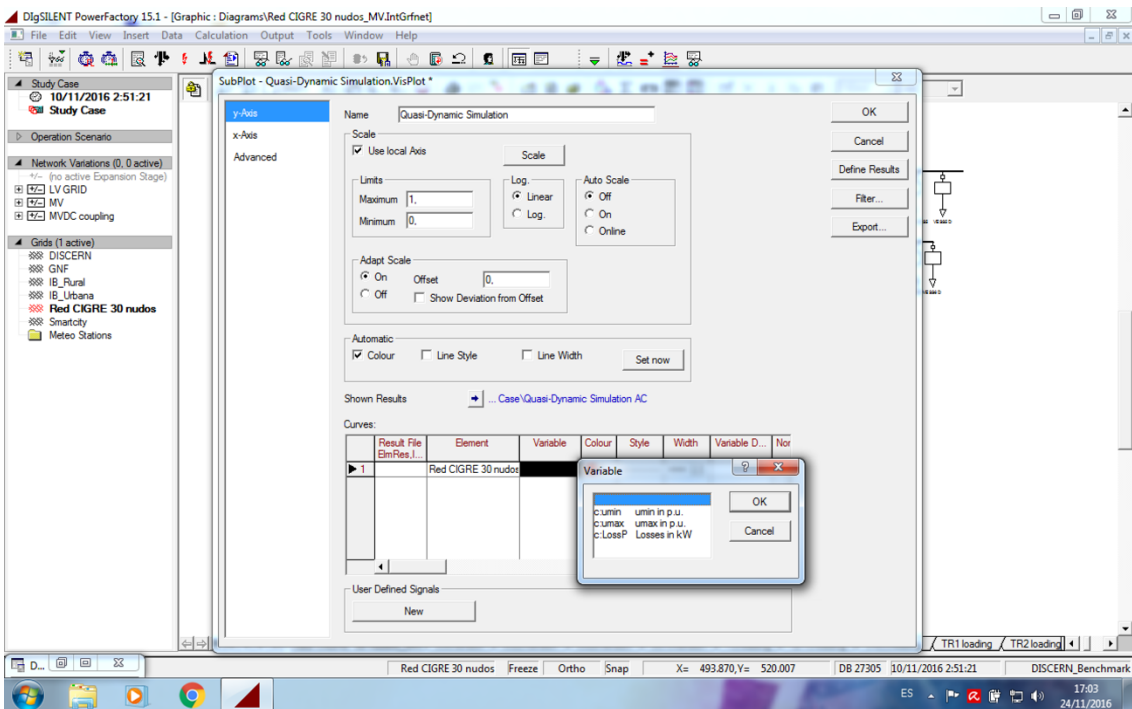 DIgSILENT PowerFactory 15.1 - [Graphic : Diagrams\Red CIGRE 30 nudos_MV.IntGrfnet]
File Edit View Insert Data Calculation Output Tools Window Help
Study Case
10/11/2016 2:51:21
Study Case
Operation Scenario
Network Variations (0, 0 active)
(no active Expansion Stage)
LV GRID
MV
MVDC coupling
Grids (1 active)
DISCERN
GNF
IB_Rural
IB_Urbana
Red CIGRE 30 nudos
Smartcity
Meteo Stations
SubPlot - Quasi-Dynamic Simulation.VisPlot *
y-Axis
x-Axis
Advanced
Name Quasi-Dynamic Simulation
Scale
Use local Axis Scale
Limits
Maximum 1,
Minimum 0,
Log.
Linear
Log.
Auto Scale
Off
On
Online
Adapt Scale
On Offset 0,
Off Show Deviation from Offset
Automatic
Colour Line Style Line Width Set now
Shown Results ... Case\Quasi-Dynamic Simulation AC
Curves:
Result File Element Variable Colour Style Width Variable D... Nor
ElmRes,I...
1 Red CIGRE 30 nudos
User Defined Signals
New
OK
Cancel
Define Results
Filter...
Export...
Variable
c:umin umin in p.u.
c:umax umax in p.u.
c:LossP Losses in kW
OK
Cancel
TR1 loading TR2 loading
D...
Red CIGRE 30 nudos Freeze Ortho Snap X= 493.870,Y= 520.007 DB 27305 10/11/2016 2:51:21 DISCERN_Benchmark
ES 17:03
24/11/2016